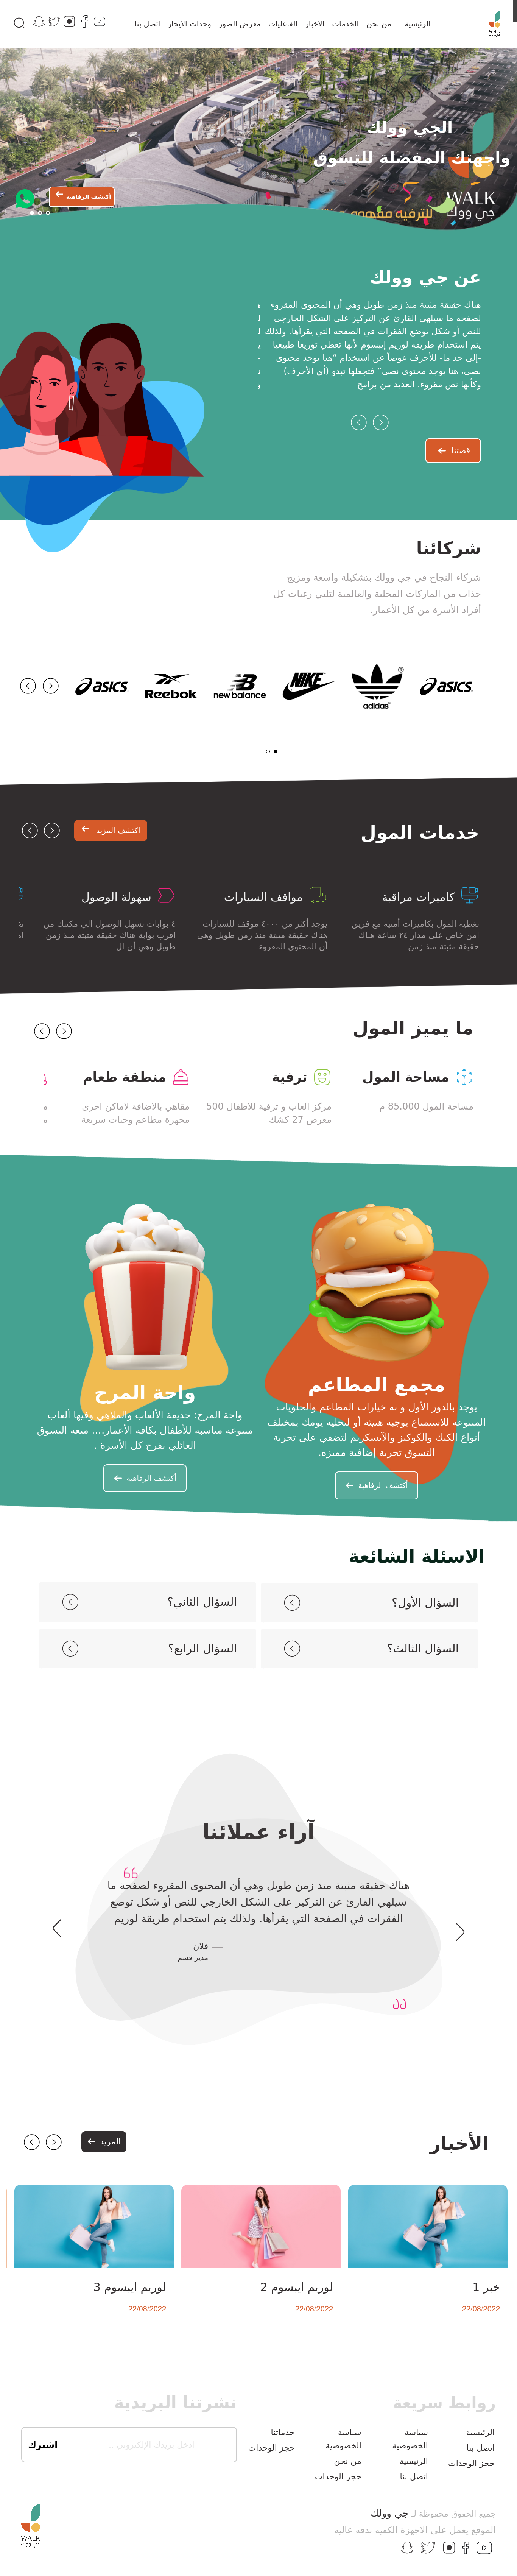 الرئيسية من نحن الخدمات الاخبار الفاعليات معرض الصور وحدات الايجار اتصل بنا
WALK
جي ووك
الجي وولك
واجهتك المفضلة للتسوق
أكتشف الرفاهية
WALK
جي ووك
للترفيه مفهومه
عن جي وولك
هناك حقيقة مثبتة منذ زمن طويل وهي أن المحتوى المقروء
لصفحة ما سيلهي القارئ عن التركيز على الشكل الخارجي
للنص أو شكل توضع الفقرات في الصفحة التي يقرأها. ولذلك
يتم استخدام طريقة لوريم إيبسوم لأنها تعطي توزيعاَ طبيعياَ
-إلى حد ما- للأحرف عوضاً عن استخدام "هنا يوجد محتوى
نصي، هنا يوجد محتوى نصي" فتجعلها تبدو (أي الأحرف)
وكأنها نص مقروء. العديد من برامح
قصتنا
شركائنا
شركاء النجاح في جي وولك بتشكيلة واسعة ومزيج
جذاب من الماركات المحلية والعالمية لتلبي رغبات كل
أفراد الأسرة من كل الأعمار.
asics Reebok new balance NIKE adidas asics
خدمات المول
اكتشف المزيد
كاميرات مراقبة
تغطية المول بكاميرات أمنية مع فريق
امن خاص علي مدار ٢٤ ساعة هناك
حقيقة مثبتة منذ زمن
مواقف السيارات
يوجد أكثر من ٤٠٠٠ موقف للسيارات
هناك حقيقة مثبتة منذ زمن طويل وهي
أن المحتوى المقروء
سهولة الوصول
٤ بوابات تسهل الوصول الي مكتبك من
اقرب بوابة هناك حقيقة مثبتة منذ زمن
طويل وهي أن ال
ما يميز المول
مساحة المول
مساحة المول 85.000 م
ترفية
مركز العاب و ترفية للاطفال 500
معرض 27 كشك
منطقة طعام
مقاهي بالاضافة لاماكن اخرى
مجهزة مطاعم وجبات سريعة
مجمع المطاعم
يوجد بالدور الأول و به خيارات المطاعم والحلويات
المتنوعة للاستمتاع بوجبة هنيئة أو لتحلية يومك بمختلف
أنواع الكيك والكوكيز والآيسكريم لتضفي على تجربة
التسوق تجربة إضافية مميزة.
أكتشف الرفاهية
واحة المرح
واحة المرح: حديقة الألعاب والملاهي وفيها ألعاب
متنوعة مناسبة للأطفال بكافة الأعمار.... متعة التسوق
العائلي بفرح كل الأسرة .
أكتشف الرفاهية
الاسئلة الشائعة
السؤال الأول؟
السؤال الثاني؟
السؤال الثالث؟
السؤال الرابع؟
آراء عملائنا
هناك حقيقة مثبتة منذ زمن طويل وهي أن المحتوى المقروء لصفحة ما
سيلهي القارئ عن التركيز على الشكل الخارجي للنص أو شكل توضع
الفقرات في الصفحة التي يقرأها. ولذلك يتم استخدام طريقة لوريم
فلان
مدير قسم
الأخبار
المزيد
خبر 1
22/08/2022
لوريم ايبسوم 2
22/08/2022
لوريم ايبسوم 3
22/08/2022
روابط سريعة
الرئيسية
اتصل بنا
حجز الوحدات
سياسة
الخصوصية
الرئيسية
اتصل بنا
سياسة
الخصوصية
من نحن
حجز الوحدات
خدماتنا
حجز الوحدات
نشرتنا البريدية
ادخل بريدك الإلكتروني ..
اشترك
جميع الحقوق محفوظة لـ جي وولك
الموقع يعمل على الاجهزة الكفية بدقة عالية
WALK
جي ووك